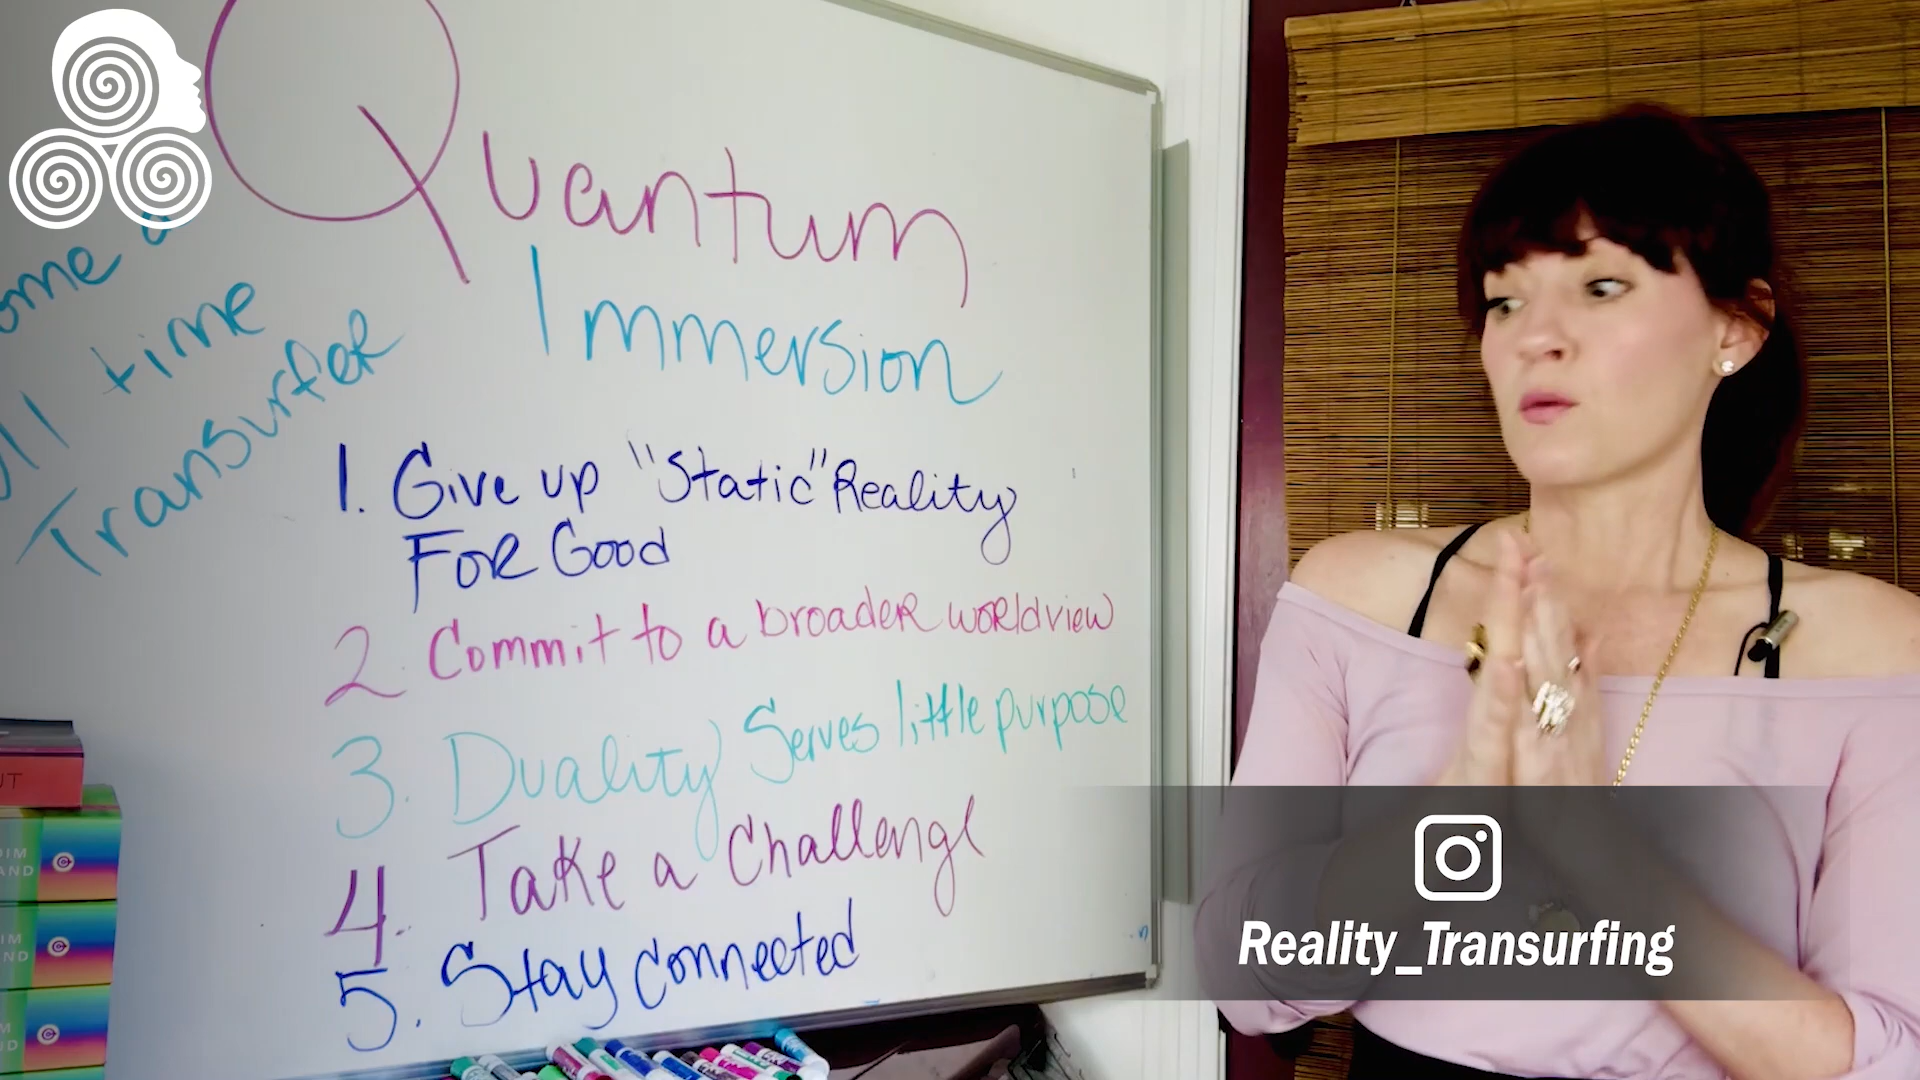 Quantum
Immersion
time
Transurfer
1. Give up "Static" Reality
For Good
2. Commit to a broader worldview
3. Duality Serves little purpose
4. Take a Challenge
5. Stay connected
Reality_Transurfing